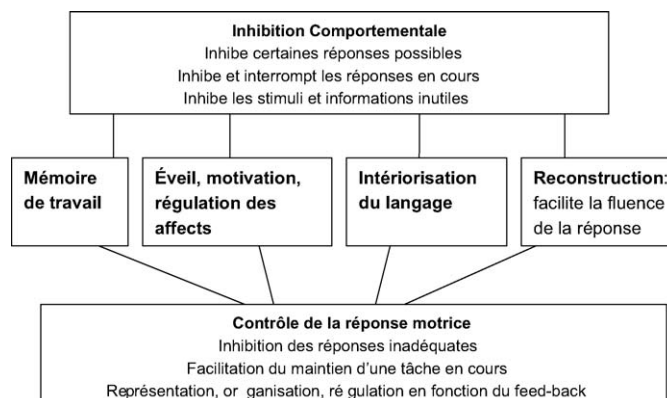 Inhibition Comportementale
Inhibe certaines réponses possibles
Inhibe et interrompt les réponses en cours
Inhibe les stimuli et informations inutiles
Mémoire
de travail
Éveil, motivation,
régulation des
affects
Intériorisation
du langage
Reconstruction:
facilite la fluence
de la réponse
Contrôle de la réponse motrice
Inhibition des réponses inadéquates
Facilitation du maintien d'une tâche en cours
Représentation, or ganisation, ré gulation en fonction du feed-back